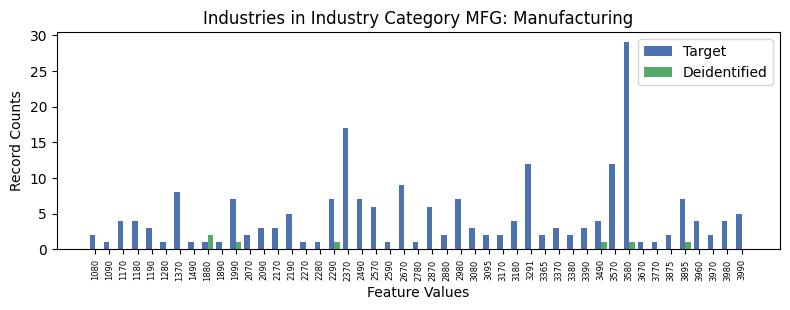 Industries in Industry Category MFG: Manufacturing
Target
Deidentified
Record Counts
30
25
20
15
10
5
0
1080 1090 1170 1180 1190 1280 1370 1490 1880 1890 1990 2070 2090 2170 2190 2270 2280 2290 2370 2490 2570 2590 2670 2780 2870 2880 2980 3080 3095 3170 3180 3291 3365 3370 3380 3390 3490 3570 3580 3670 3770 3875 3895 3960 3970 3980 3990
Feature Values